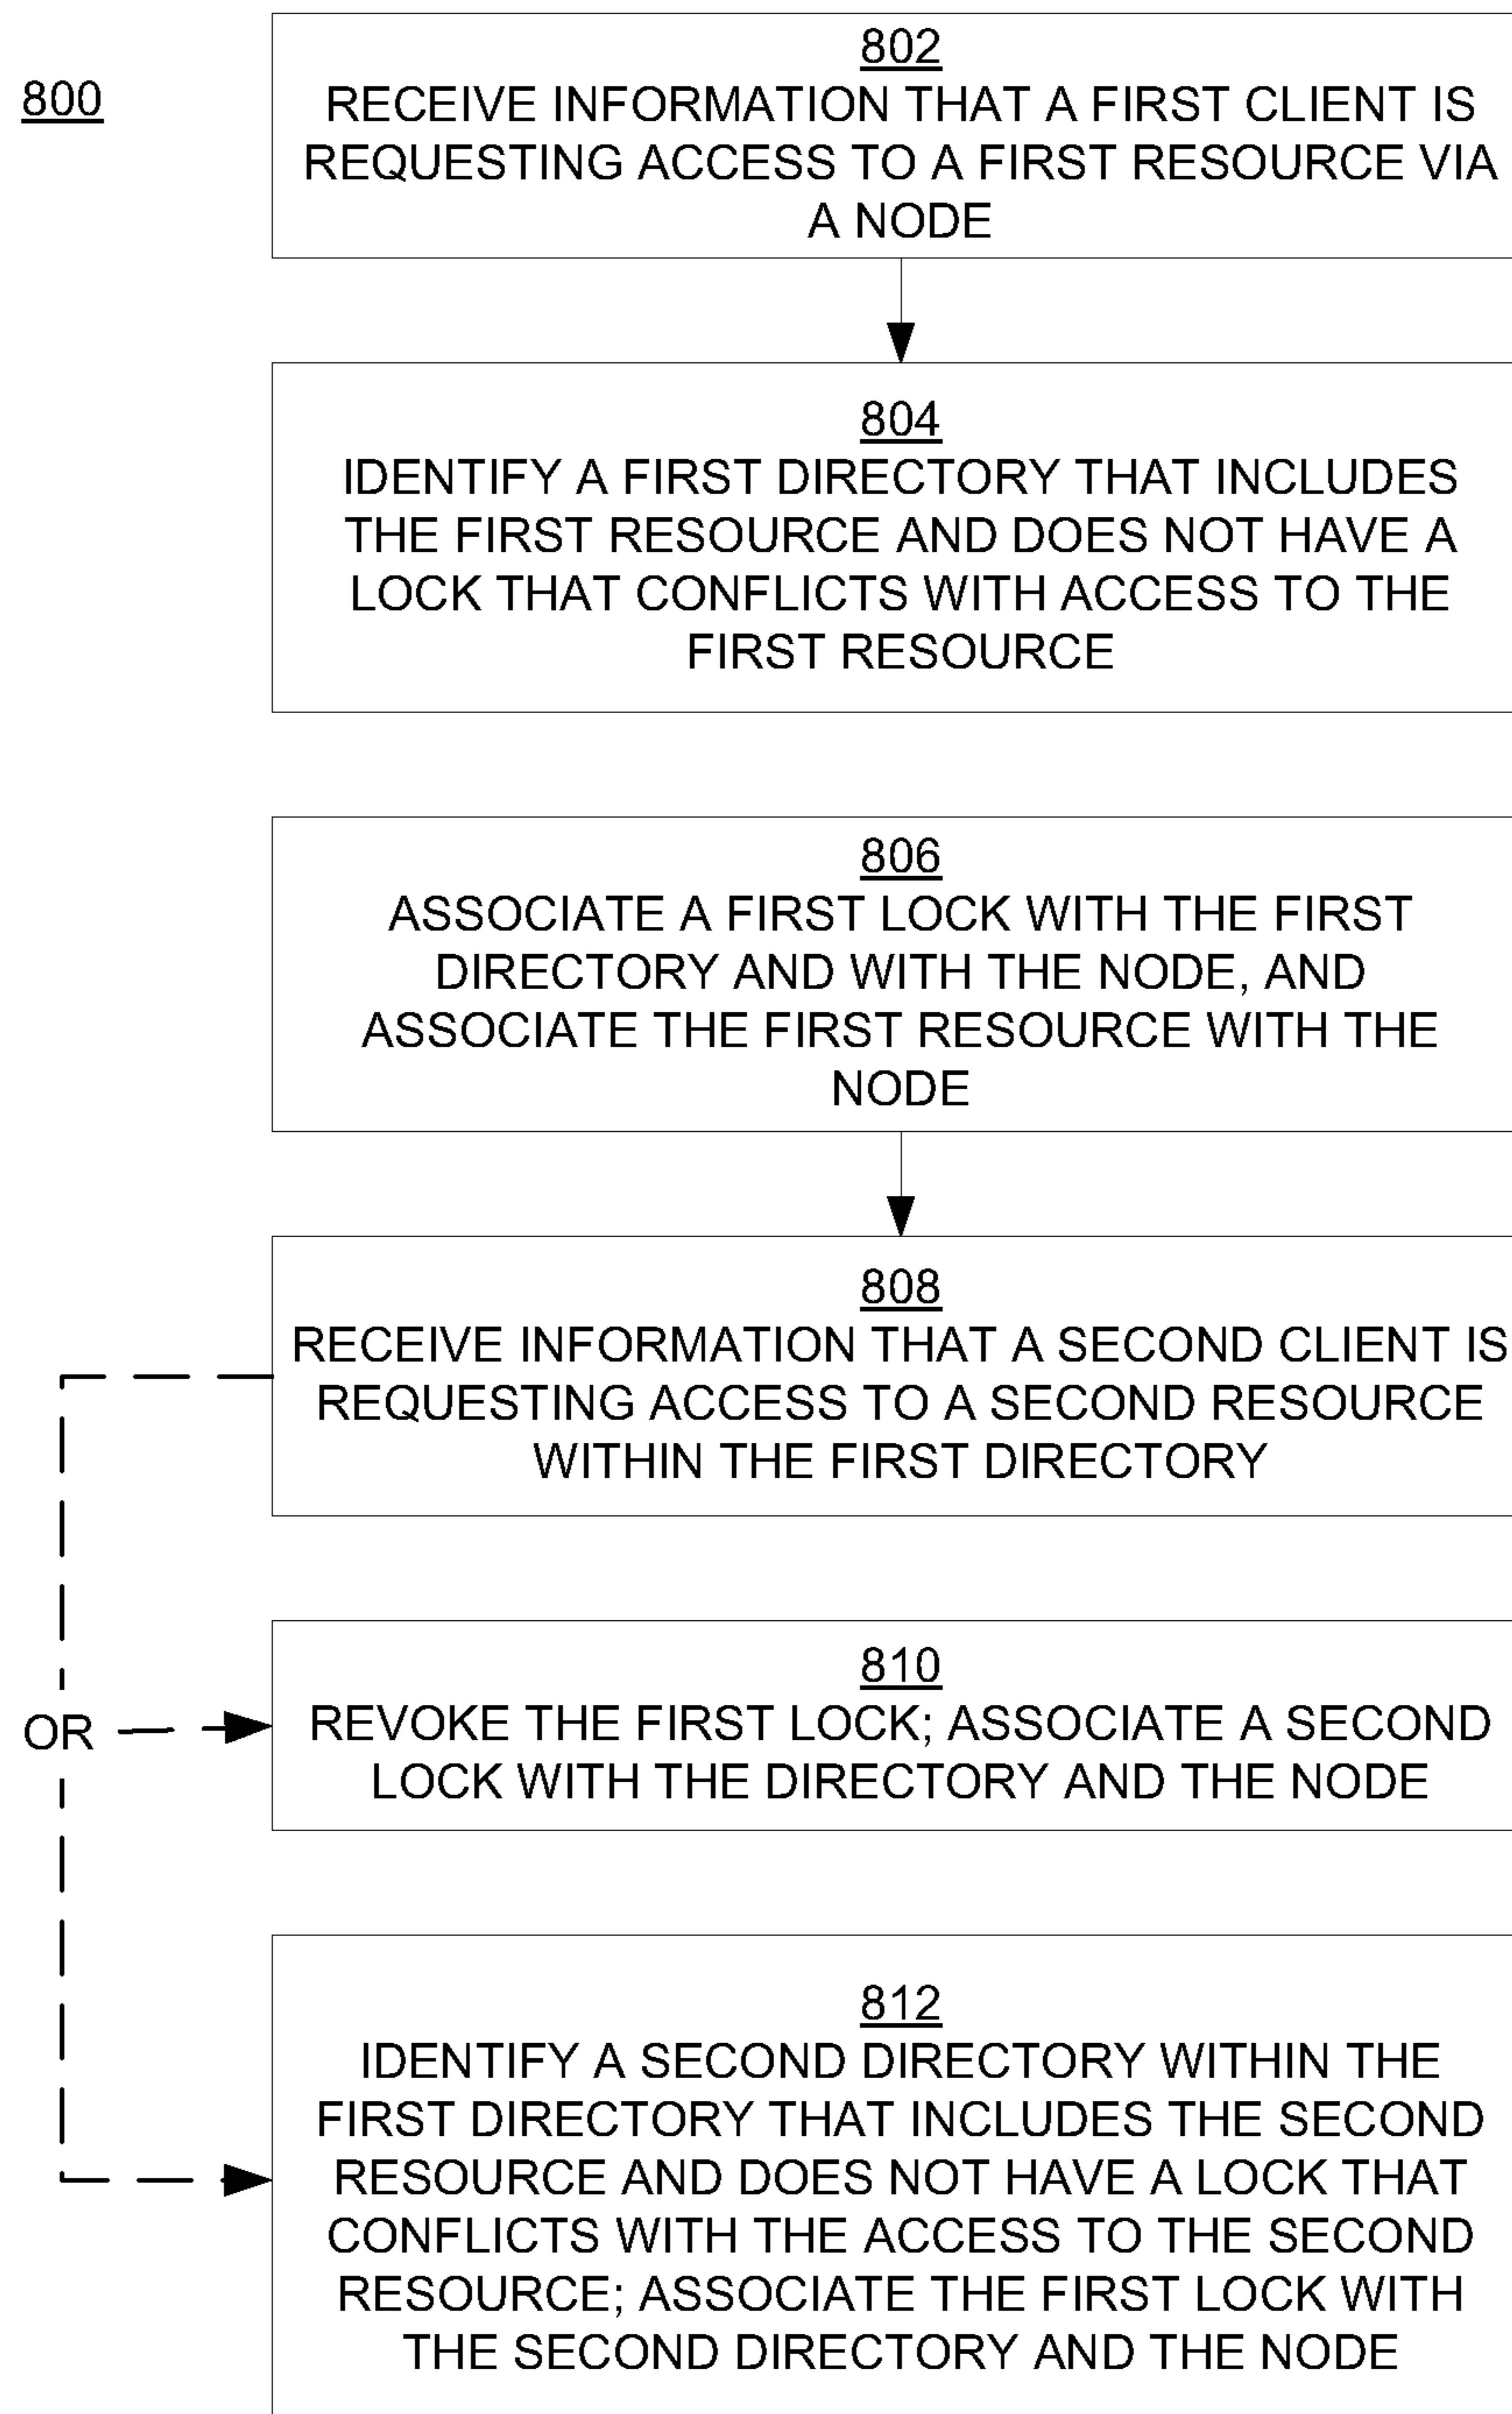 800
802
RECEIVE INFORMATION THAT A FIRST CLIENT IS
REQUESTING ACCESS TO A FIRST RESOURCE VIA
A NODE
804
IDENTIFY A FIRST DIRECTORY THAT INCLUDES
THE FIRST RESOURCE AND DOES NOT HAVE A
LOCK THAT CONFLICTS WITH ACCESS TO THE
FIRST RESOURCE
806
ASSOCIATE A FIRST LOCK WITH THE FIRST
DIRECTORY AND WITH THE NODE, AND
ASSOCIATE THE FIRST RESOURCE WITH THE
NODE
808
RECEIVE INFORMATION THAT A SECOND CLIENT IS
REQUESTING ACCESS TO A SECOND RESOURCE
WITHIN THE FIRST DIRECTORY
OR
810
REVOKE THE FIRST LOCK; ASSOCIATE A SECOND
LOCK WITH THE DIRECTORY AND THE NODE
812
IDENTIFY A SECOND DIRECTORY WITHIN THE
FIRST DIRECTORY THAT INCLUDES THE SECOND
RESOURCE AND DOES NOT HAVE A LOCK THAT
CONFLICTS WITH THE ACCESS TO THE SECOND
RESOURCE; ASSOCIATE THE FIRST LOCK WITH
THE SECOND DIRECTORY AND THE NODE